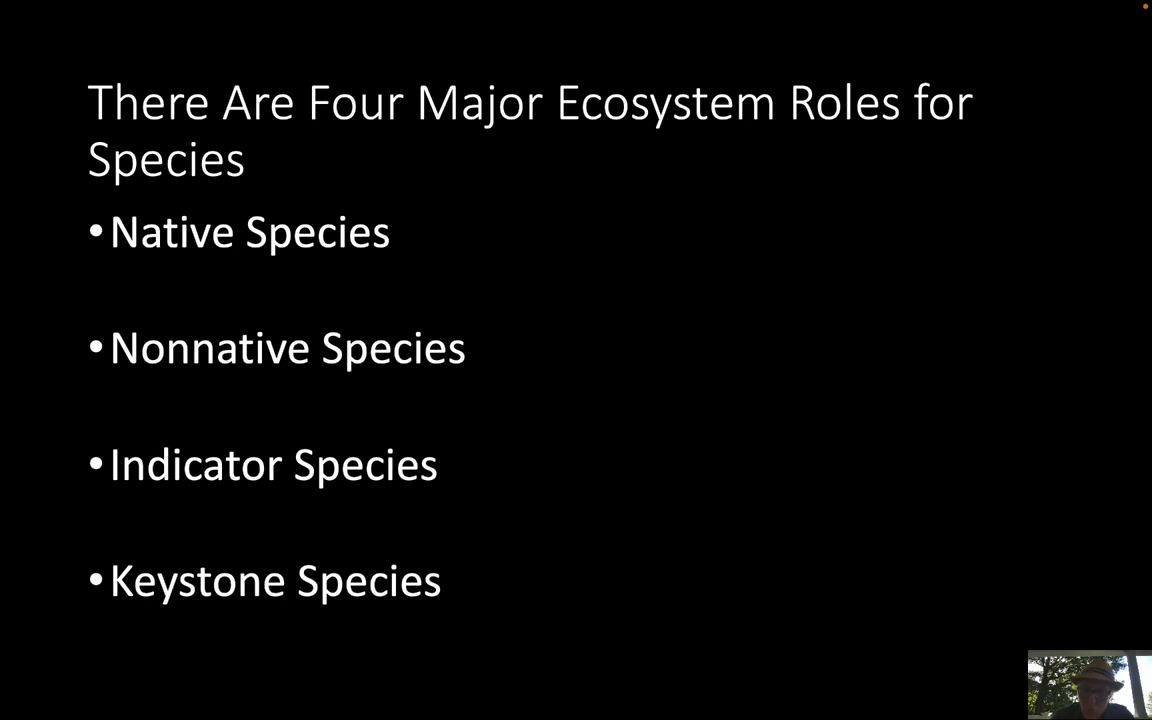 There Are Four Major Ecosystem Roles for
Species
•Native Species
•Nonnative Species
•Indicator Species
•Keystone Species